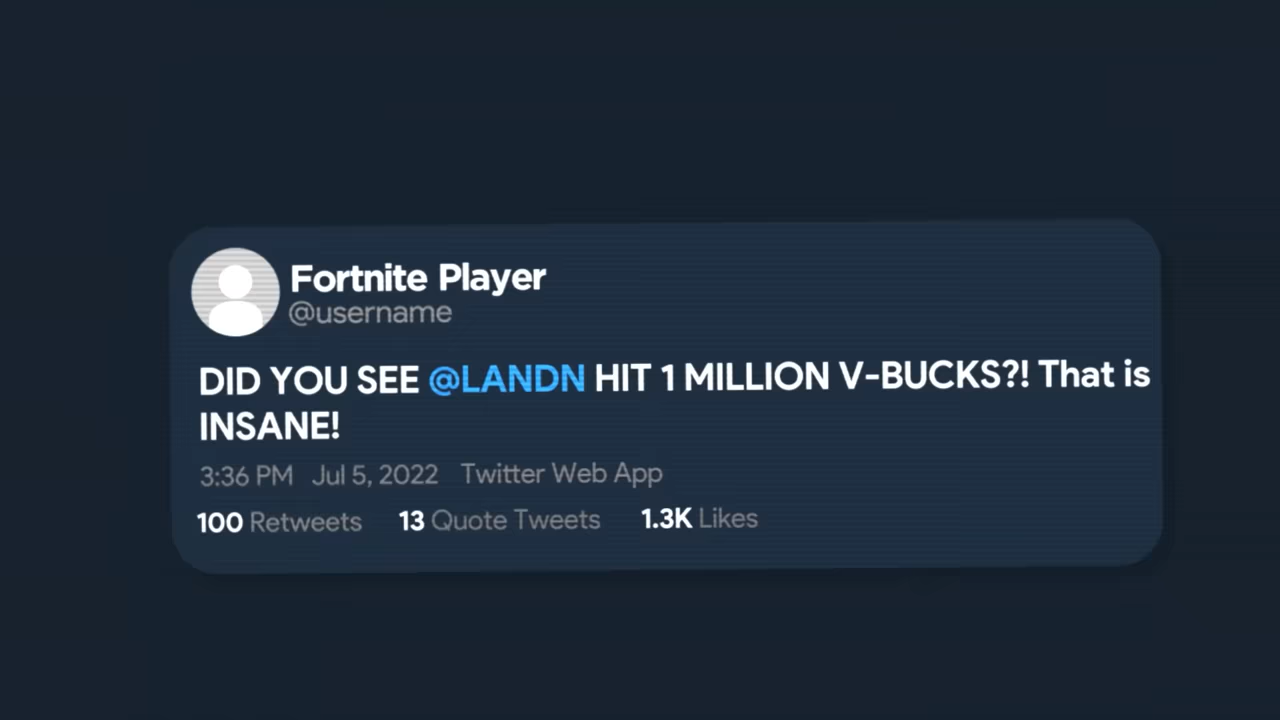 Fortnite Player
@username
DID YOU SEE @LANDN HIT 1 MILLION V-BUCKS?! That is
INSANE!
3:36 PM Jul 5, 2022 Twitter Web App
100 Retweets 13 Quote Tweets 1.3K Likes